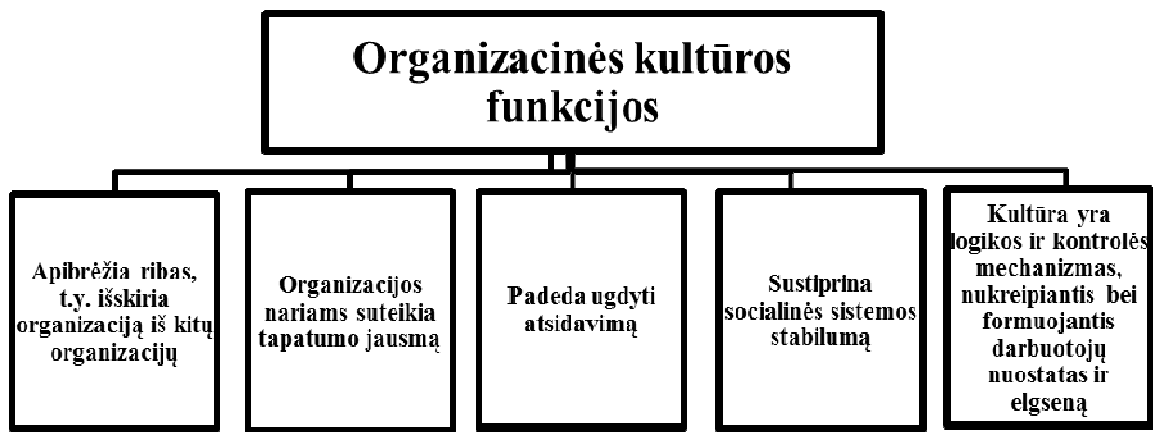 Organizacinės kultūros
funkcijos
Apibrėžia ribas,
t.y. išskiria
organizaciją iš kitų
organizacijų
Organizacijos
nariams suteikia
tapatumo jausmą
Padeda ugdyti
atsidavimą
Sustiprina
socialinės sistemos
stabilumą
Kultūra yra
logikos ir kontrolės
mechanizmas,
nukreipiantis bei
formuojantis
darbuotojų
nuostatas ir
elgseną